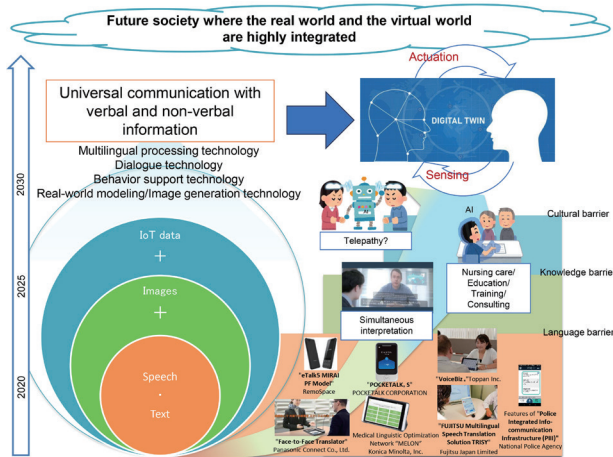 Future society where the real world and the virtual world
are highly integrated
Actuation
Universal communication with
verbal and non-verbal
information
DIGITAL TWIN
Sensing
Multilingual processing technology
Dialogue technology
Behavior support technology
Real-world modeling/Image generation technology
2030
2025
2020
IoT data
+
Images
+
Speech
・
Text
AI
Telepathy?
AI
Cultural barrier
Nursing care/
Education/
Training/
Consulting
Knowledge barrier
Simultaneous
interpretation
Language barrier
"eTalk5 MIRAI
PF Model"
RemoSpace
"POCKETALK, S"
POCKETALK CORPORATION
"VoiceBiz,"Toppan Inc.
"Face-to-Face Translator"
Panasonic Connect Co., Ltd.
Medical Linguistic Optimization
Network "MELON"
Konica Minolta, Inc.
"FUJITSU Multilingual
Speech Translation
Solution TRISY"
Fujitsu Japan Limited
Features of "Police
Integrated Info-
communication
Infrastructure (PIII)"
National Police Agency